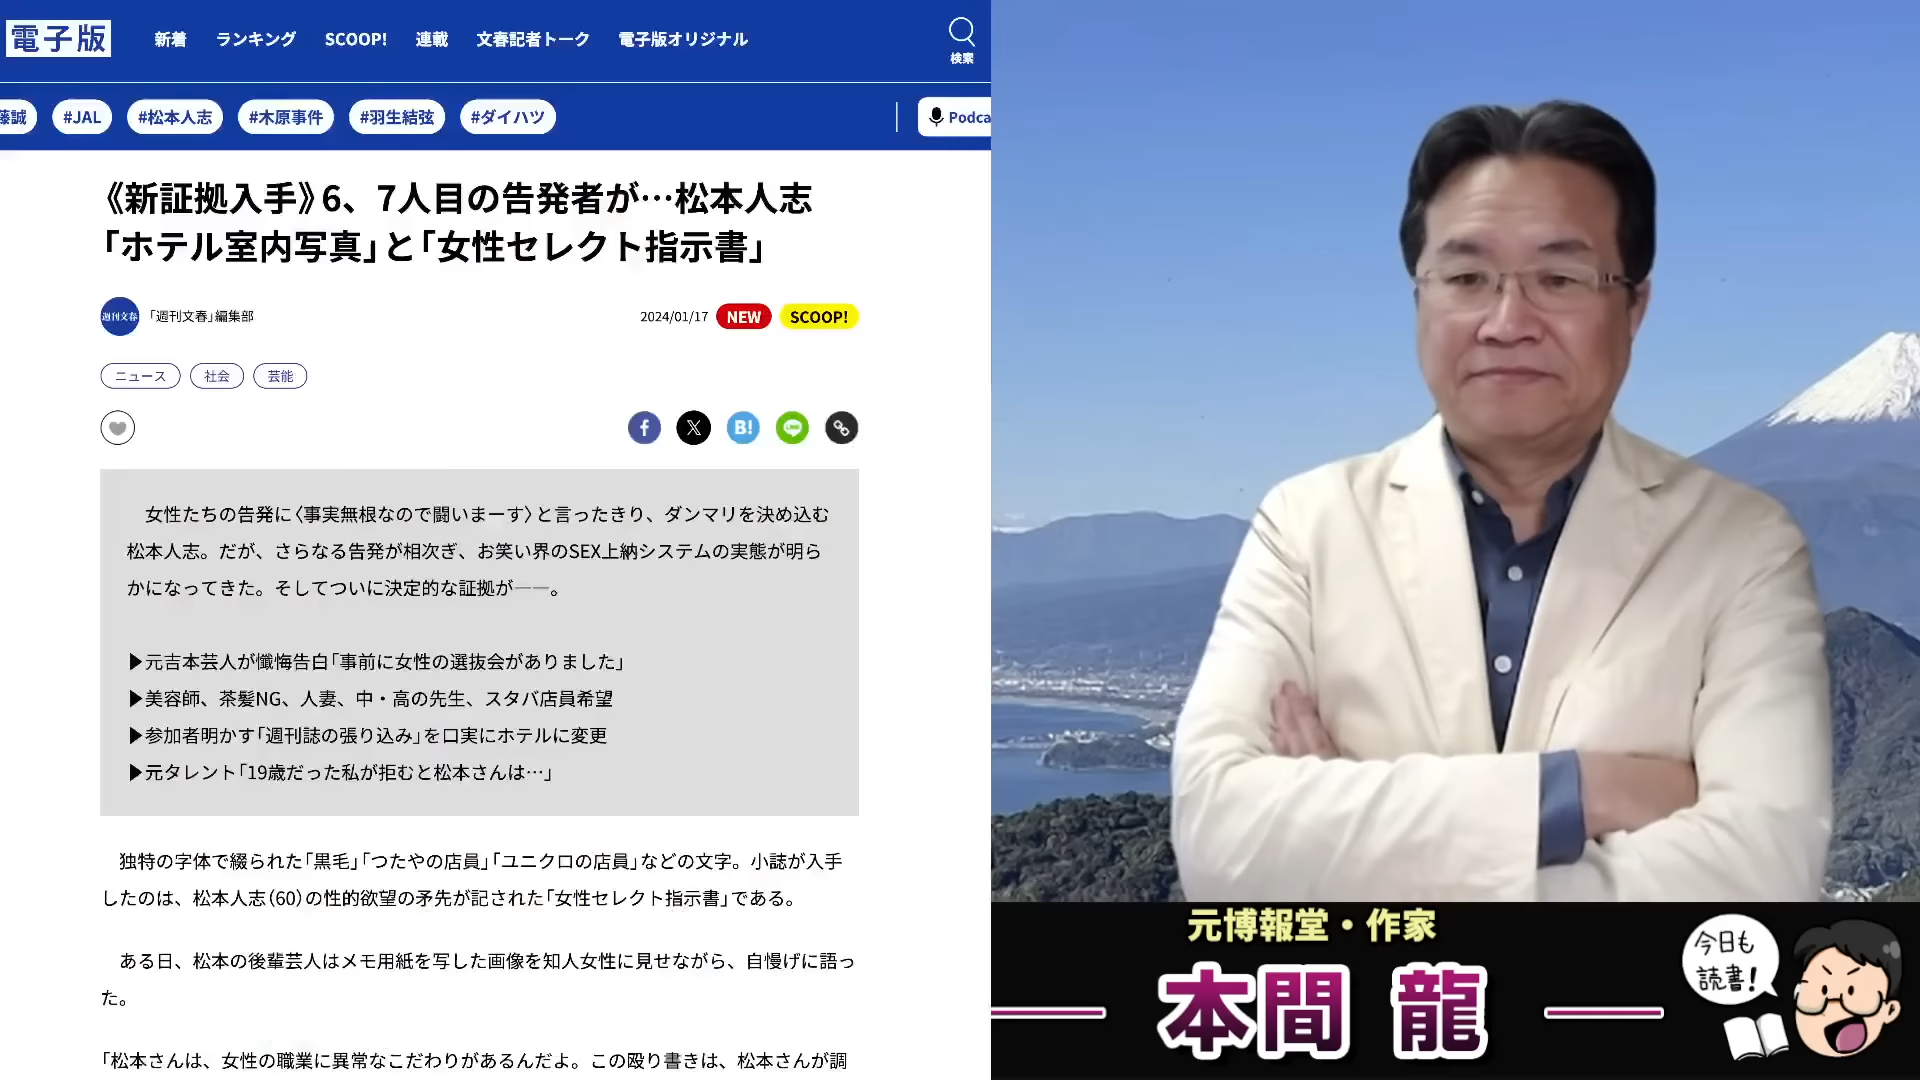 電子版
新着 ランキング SCOOP! 連載 文春記者トーク 電子版オリジナル
検索
藤誠 #JAL #松本人志 #木原事件 #羽生結弦 #ダイハツ
Podca
《新証拠入手》6、7人目の告発者が…松本人志
「ホテル室内写真」と「女性セレクト指示書」
週刊文春 「週刊文春」編集部 2024/01/17 NEW SCOOP!
ニュース 社会 芸能
B! LINE
女性たちの告発に〈事実無根なので闘いまーす〉と言ったきり、ダンマリを決め込む
松本人志。だが、さらなる告発が相次ぎ、お笑い界のSEX上納システムの実態が明ら
かになってきた。そしてついに決定的な証拠が――。
▶元吉本芸人が懺悔告白「事前に女性の選抜会がありました」
▶美容師、茶髪NG、人妻、中・高の先生、スタバ店員希望
▶参加者明かす「週刊誌の張り込み」を口実にホテルに変更
▶元タレント「19歳だった私が拒むと松本さんは…」
独特の字体で綴られた「黒毛」「つたやの店員」「ユニクロの店員」などの文字。小誌が入手
したのは、松本人志（60）の性的欲望の矛先が記された「女性セレクト指示書」である。
ある日、松本の後輩芸人はメモ用紙を写した画像を知人女性に見せながら、自慢げに語っ
た。
「松本さんは、女性の職業に異常なこだわりがあるんだよ。この殴り書きは、松本さんが調
元博報堂・作家
本間 龍
今日も
読書!